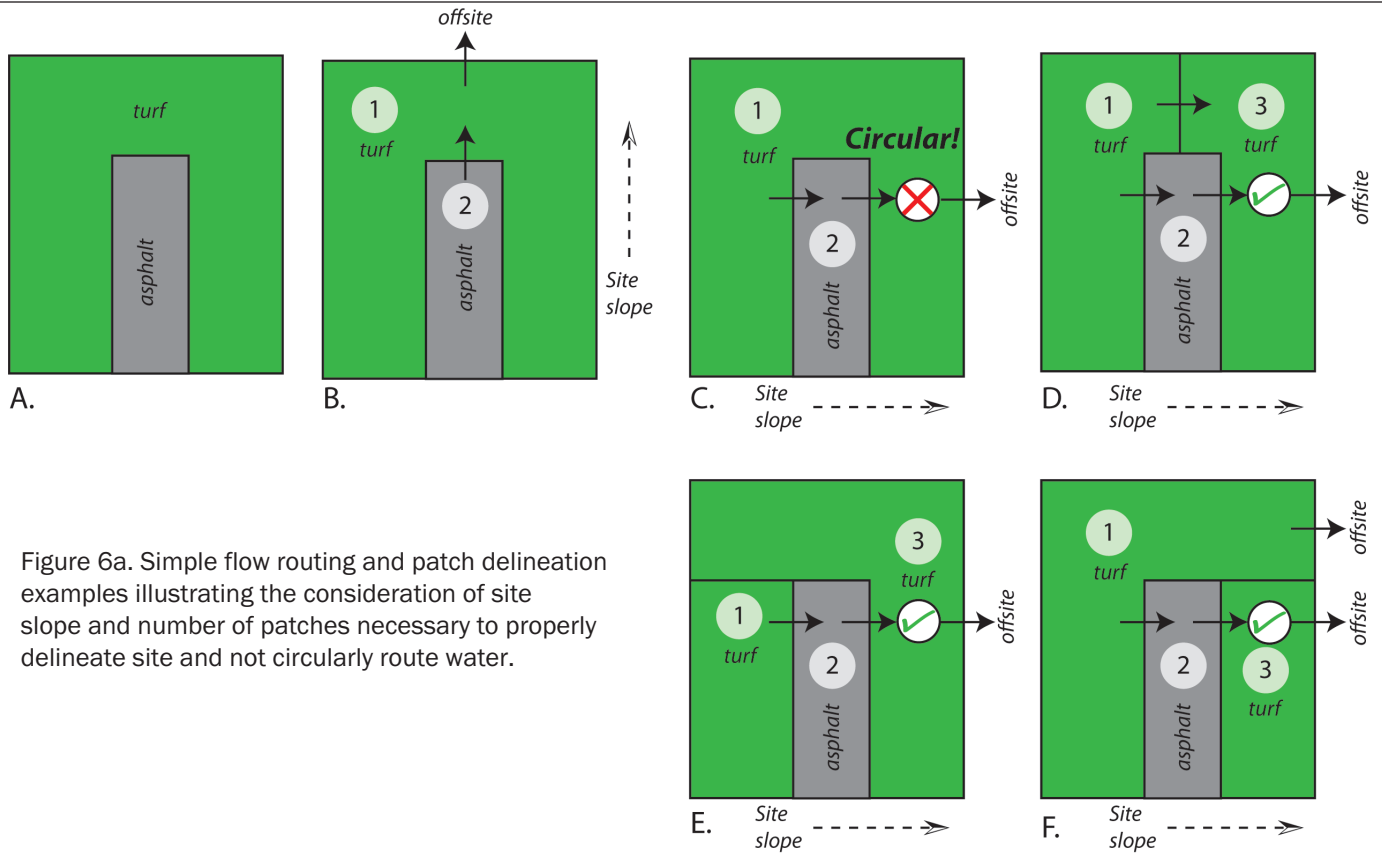 turf
asphalt
A.
offsite
1
turf
2
asphalt
Site
slope
B.
1
turf
Circular!
2
asphalt
offsite
C.
Site
slope
1
turf
3
turf
2
asphalt
offsite
D.
Site
slope
Figure 6a. Simple flow routing and patch delineation
examples illustrating the consideration of site
slope and number of patches necessary to properly
delineate site and not circularly route water.
3
turf
1
turf
2
asphalt
offsite
E.
Site
slope
1
turf
offsite
offsite
2
asphalt
3
turf
F.
Site
slope